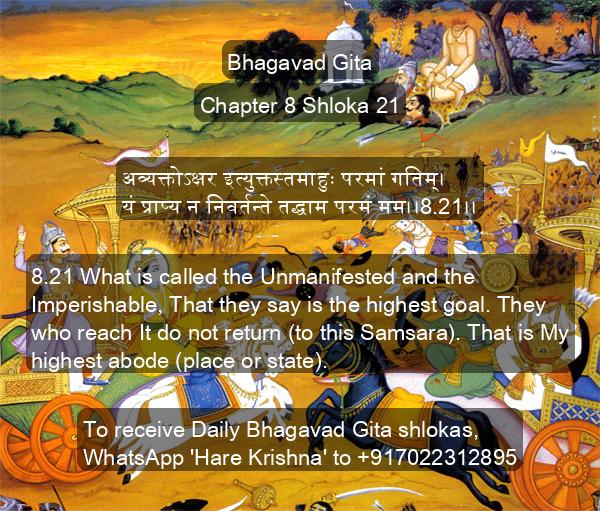 Bhagavad Gita
Chapter 8 Shloka 21
अव्यक्तोऽक्षर इत्युक्तस्तमाहुः परमां गतिम्।
यं प्राप्य न निवर्तन्ते तद्धाम परमं मम।।8.21।।
8.21 What is called the Unmanifested and the
Imperishable, That they say is the highest goal. They
who reach It do not return (to this Samsara). That is My
highest abode (place or state).
To receive Daily Bhagavad Gita shlokas,
WhatsApp 'Hare Krishna' to +917022312895